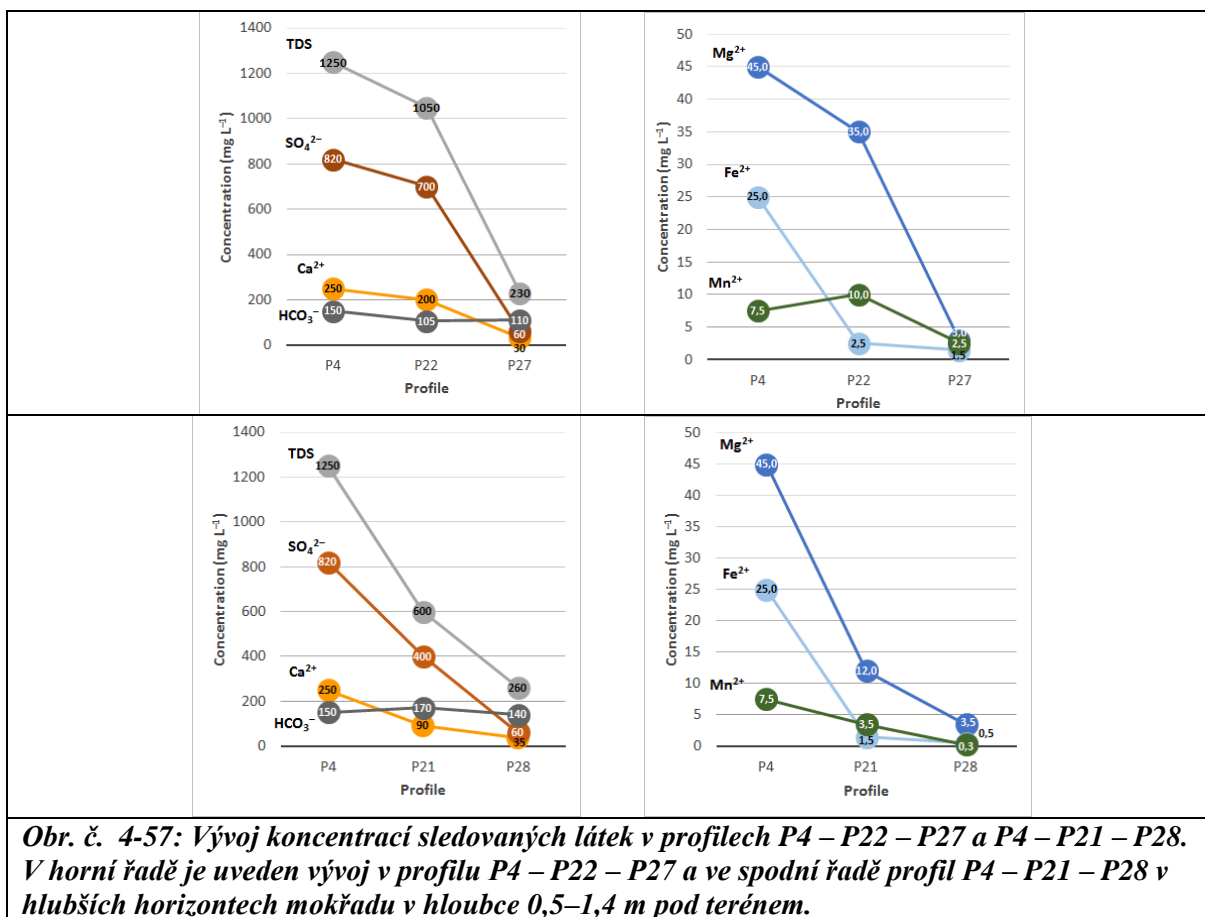 1400
1200
1000
800
600
400
200
0
Concentration (mg L⁻¹)
TDS
1250
1050
230
SO₄²⁻
820
700
60
Ca²⁺
250
200
30
HCO₃⁻
150
105
110
P4 P22 P27
Profile
50
45
40
35
30
25
20
15
10
5
0
Concentration (mg L⁻¹)
Mg²⁺
45,0
35,0
3,0
Fe²⁺
25,0
2,5
1,5
Mn²⁺
7,5
10,0
2,5
P4 P22 P27
Profile
1400
1200
1000
800
600
400
200
0
Concentration (mg L⁻¹)
TDS
1250
600
260
SO₄²⁻
820
400
60
Ca²⁺
250
90
35
HCO₃⁻
150
170
140
P4 P21 P28
Profile
50
45
40
35
30
25
20
15
10
5
0
Concentration (mg L⁻¹)
Mg²⁺
45,0
12,0
3,5
Fe²⁺
25,0
1,5
0,5
Mn²⁺
7,5
3,5
0,3
P4 P21 P28
Profile
Obr. č. 4-57: Vývoj koncentrací sledovaných látek v profilech P4 – P22 – P27 a P4 – P21 – P28.
V horní řadě je uveden vývoj v profilu P4 – P22 – P27 a ve spodní řadě profil P4 – P21 – P28 v
hlubších horizontech mokřadu v hloubce 0,5–1,4 m pod terénem.